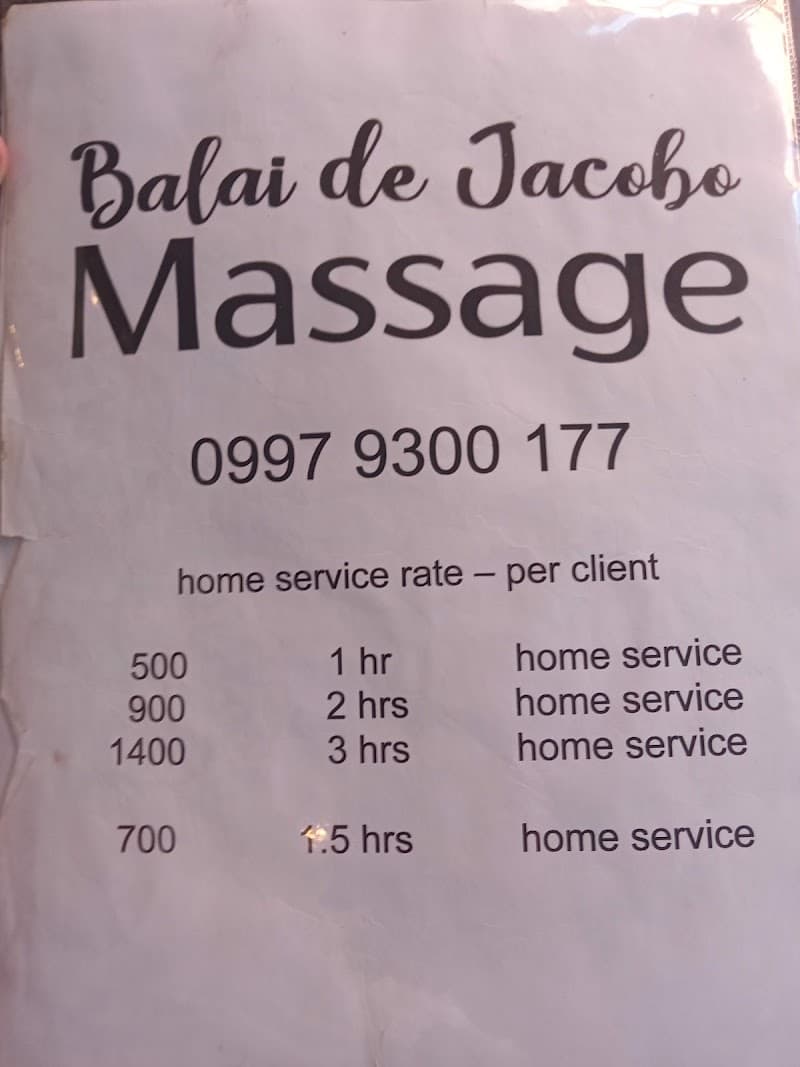 Balai de Jacobo
Massage
0997 9300 177
home service rate – per client
500 1 hr home service
900 2 hrs home service
1400 3 hrs home service
700 1.5 hrs home service